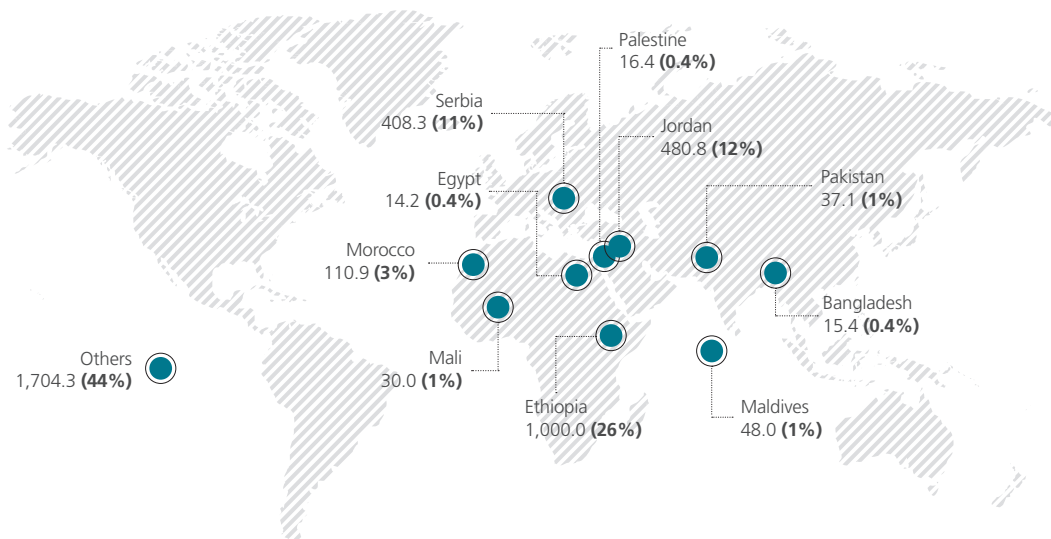 Palestine
16.4 (0.4%)
Serbia
408.3 (11%)
Jordan
480.8 (12%)
Egypt
14.2 (0.4%)
Pakistan
37.1 (1%)
Morocco
110.9 (3%)
Bangladesh
15.4 (0.4%)
Others
1,704.3 (44%)
Mali
30.0 (1%)
Ethiopia
1,000.0 (26%)
Maldives
48.0 (1%)